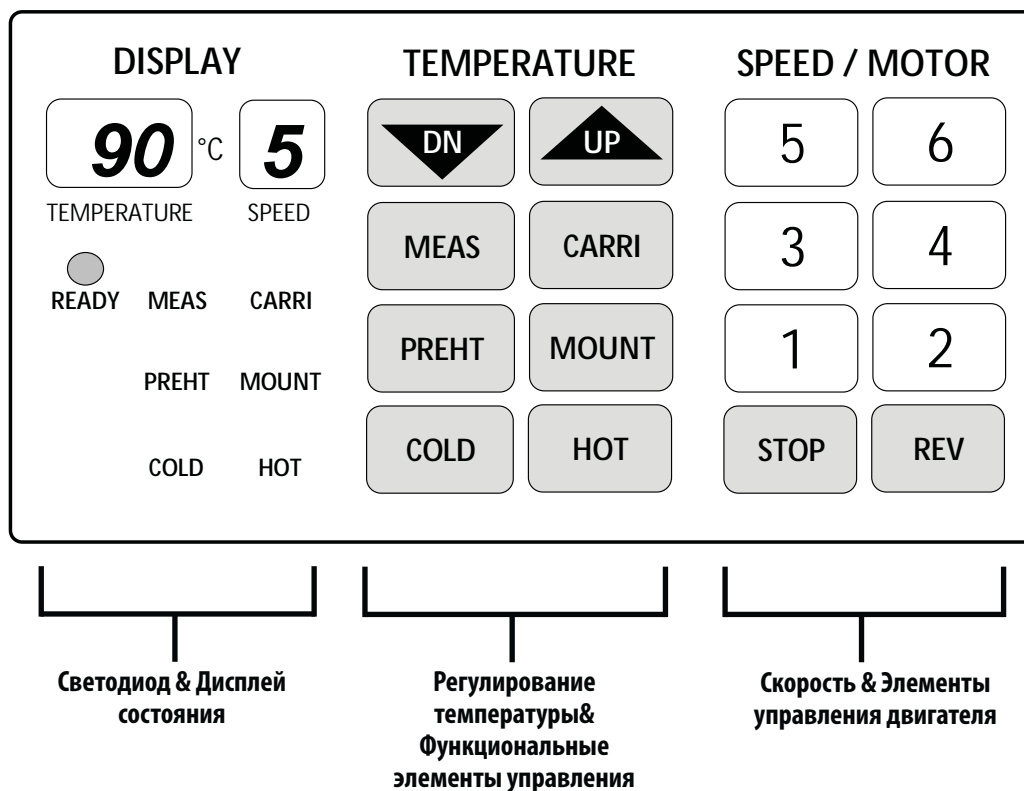 DISPLAY
90 °C 5
TEMPERATURE SPEED
READY MEAS CARRI
PREHT MOUNT
COLD HOT
TEMPERATURE
DN UP
MEAS CARRI
PREHT MOUNT
COLD HOT
SPEED / MOTOR
5 6
3 4
1 2
STOP REV
Светодиод & Дисплей
состояния
Регулирование
температуры&
Функциональные
элементы управления
Скорость & Элементы
управления двигателя